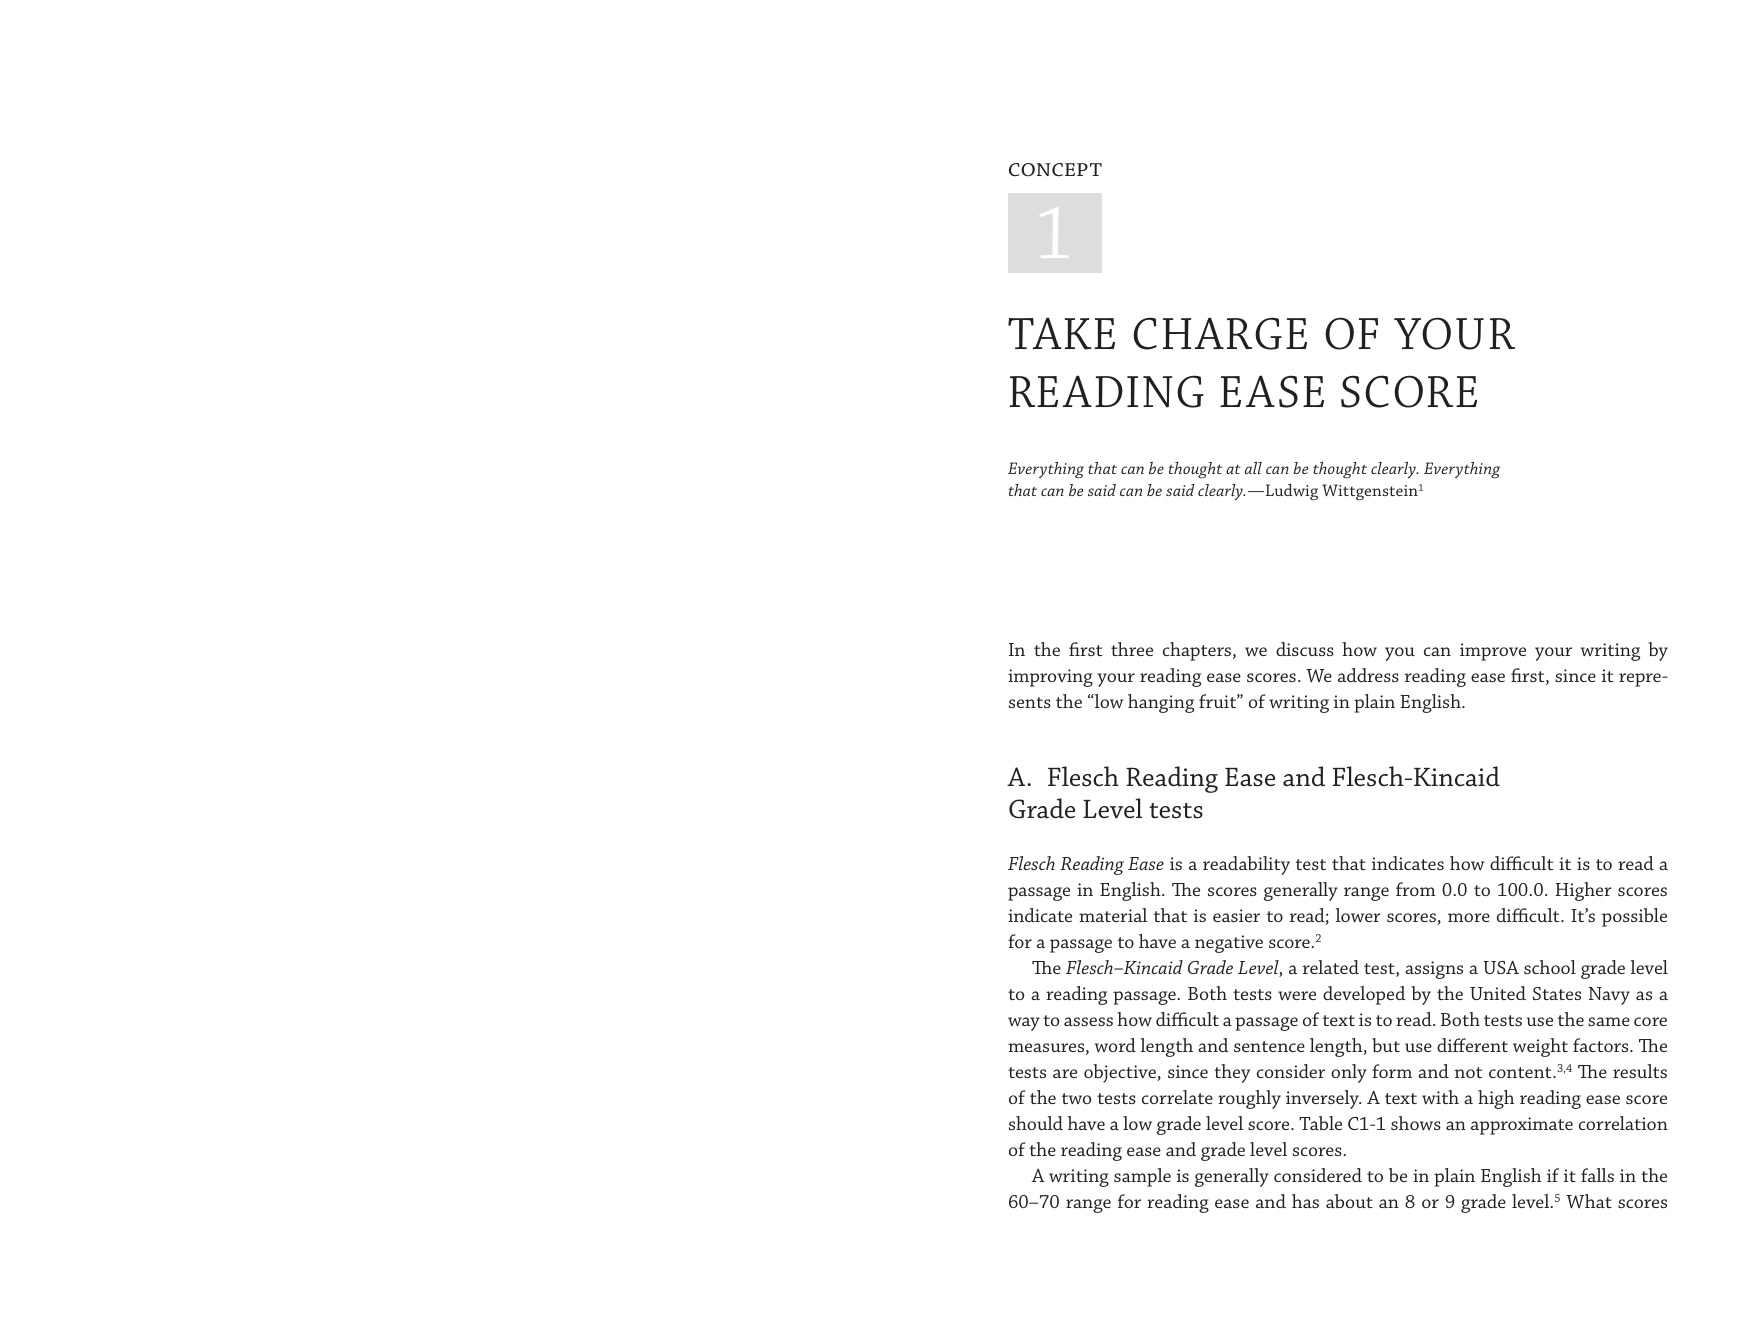 CONCEPT
1
TAKE CHARGE OF YOUR
READING EASE SCORE
Everything that can be thought at all can be thought clearly. Everything
that can be said can be said clearly.—Ludwig Wittgenstein¹
In the first three chapters, we discuss how you can improve your writing by
improving your reading ease scores. We address reading ease first, since it repre-
sents the “low hanging fruit” of writing in plain English.
A. Flesch Reading Ease and Flesch-Kincaid
Grade Level tests
Flesch Reading Ease is a readability test that indicates how difficult it is to read a
passage in English. The scores generally range from 0.0 to 100.0. Higher scores
indicate material that is easier to read; lower scores, more difficult. It’s possible
for a passage to have a negative score.²
The Flesch–Kincaid Grade Level, a related test, assigns a USA school grade level
to a reading passage. Both tests were developed by the United States Navy as a
way to assess how difficult a passage of text is to read. Both tests use the same core
measures, word length and sentence length, but use different weight factors. The
tests are objective, since they consider only form and not content.³,⁴ The results
of the two tests correlate roughly inversely. A text with a high reading ease score
should have a low grade level score. Table C1-1 shows an approximate correlation
of the reading ease and grade level scores.
A writing sample is generally considered to be in plain English if it falls in the
60–70 range for reading ease and has about an 8 or 9 grade level.⁵ What scores